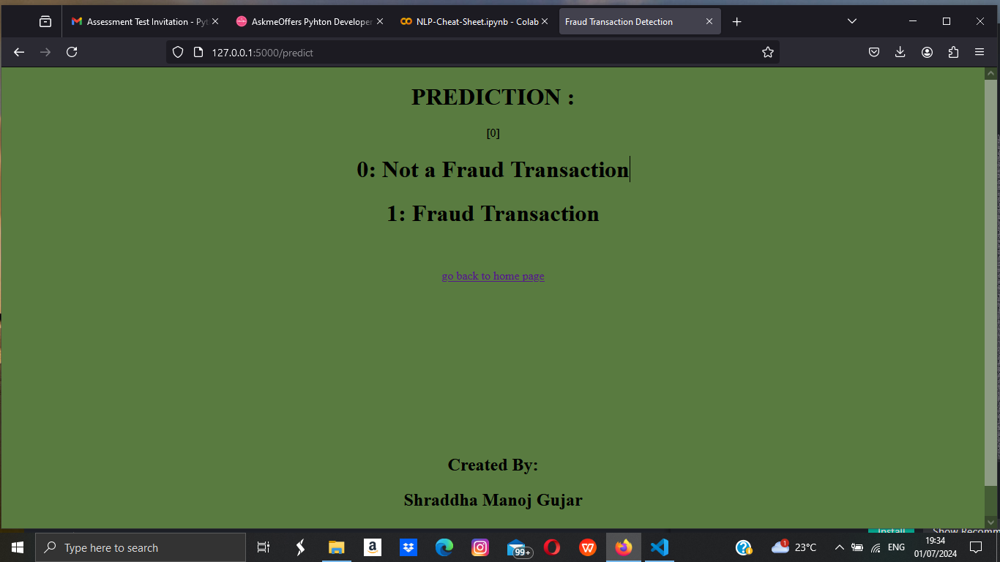 Assessment Test Invitation - Pyt
AskmeOffers Pyhton Developer
NLP-Cheat-Sheet.ipynb - Colab
Fraud Transaction Detection
127.0.0.1:5000/predict
PREDICTION :
[0]
0: Not a Fraud Transaction
1: Fraud Transaction
go back to home page
Created By:
Shraddha Manoj Gujar
Install
Show Recomm
Type here to search
99+
1
23°C
ENG
19:34
01/07/2024